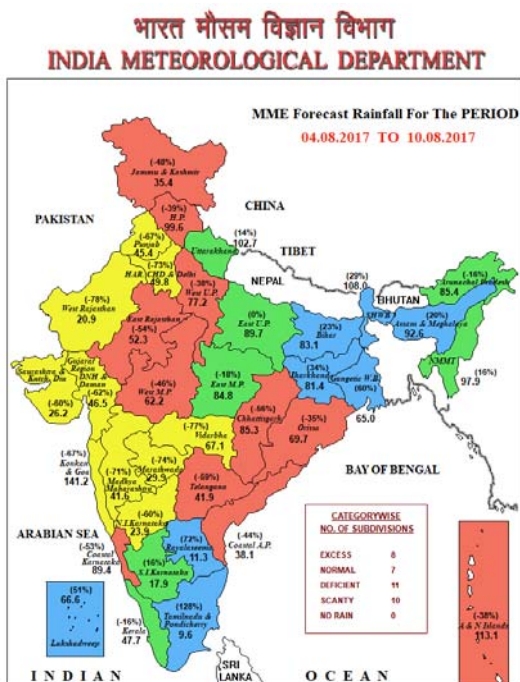 भारत मौसम विज्ञान विभाग
INDIA METEOROLOGICAL DEPARTMENT
MME Forecast Rainfall For The PERIOD
04.08.2017 TO 10.08.2017
(-48%)
Jammu & Kashmir
35.4
(-39%)
H.P.
99.6
CHINA
PAKISTAN
(-67%)
Punjab
45.4
(14%)
102.7
Uttarakhand
TIBET
(-73%)
HAR. CHD & Delhi
49.8
NEPAL
(-38%)
West U.P.
77.2
(29%)
108.0
SHWB
BHUTAN
(-16%)
Arunachal Pradesh
85.4
(-78%)
West Rajasthan
20.9
East Rajasthan
(-54%)
52.3
(0%)
East U.P.
89.7
(23%)
Bihar
83.1
(20%)
Assam & Meghalaya
92.6
NMMT
(16%)
97.9
Saurashtra &
Kutch, Diu
(-60%)
26.2
Gujarat
Region
DNH &
Daman
(-62%)
46.5
(-46%)
West M.P.
62.2
(-18%)
East M.P.
84.8
(34%)
Jharkhand
81.4
Gangetic W.B.
(60%)
65.0
(-77%)
Vidarbha
67.1
(-56%)
Chhattisgarh
85.3
(-35%)
Orissa
69.7
(-67%)
Konkan
& Goa
141.2
(-71%)
Madhya
Maharashtra
41.6
(-74%)
Marathwada
29.9
(-59%)
Telangana
41.9
BAY OF BENGAL
(-60%)
N.I.Karnataka
23.9
ARABIAN SEA
(-53%)
Coastal
Karnataka
89.4
(72%)
Rayalaseema
11.3
(-44%)
Coastal A.P.
38.1
(16%)
S.I.Karnataka
17.9
CATEGORYWISE
NO. OF SUBDIVISIONS
EXCESS 8
NORMAL 7
DEFICIENT 11
SCANTY 10
NO RAIN 0
(51%)
66.6
Lakshadweep
(128%)
Tamilnadu &
Pondicherry
9.6
(-16%)
Kerala
47.7
(-38%)
A & N Islands
113.1
SRI
LANKA
INDIAN OCEAN